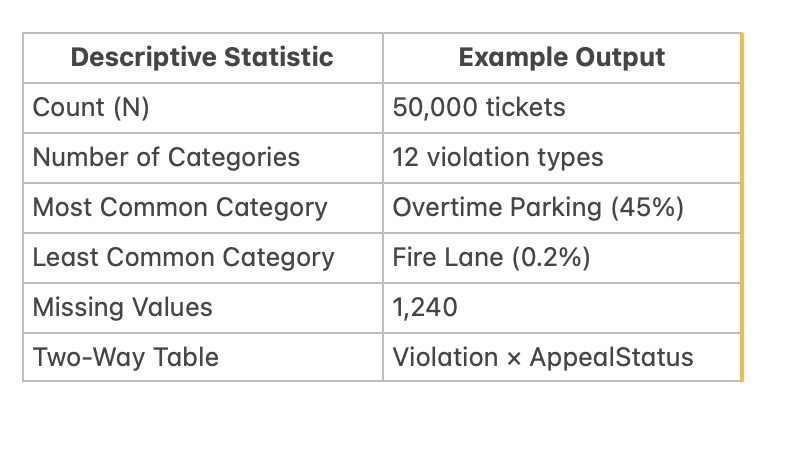 Descriptive Statistic Example Output
Count (N) 50,000 tickets
Number of Categories 12 violation types
Most Common Category Overtime Parking (45%)
Least Common Category Fire Lane (0.2%)
Missing Values 1,240
Two-Way Table Violation × AppealStatus